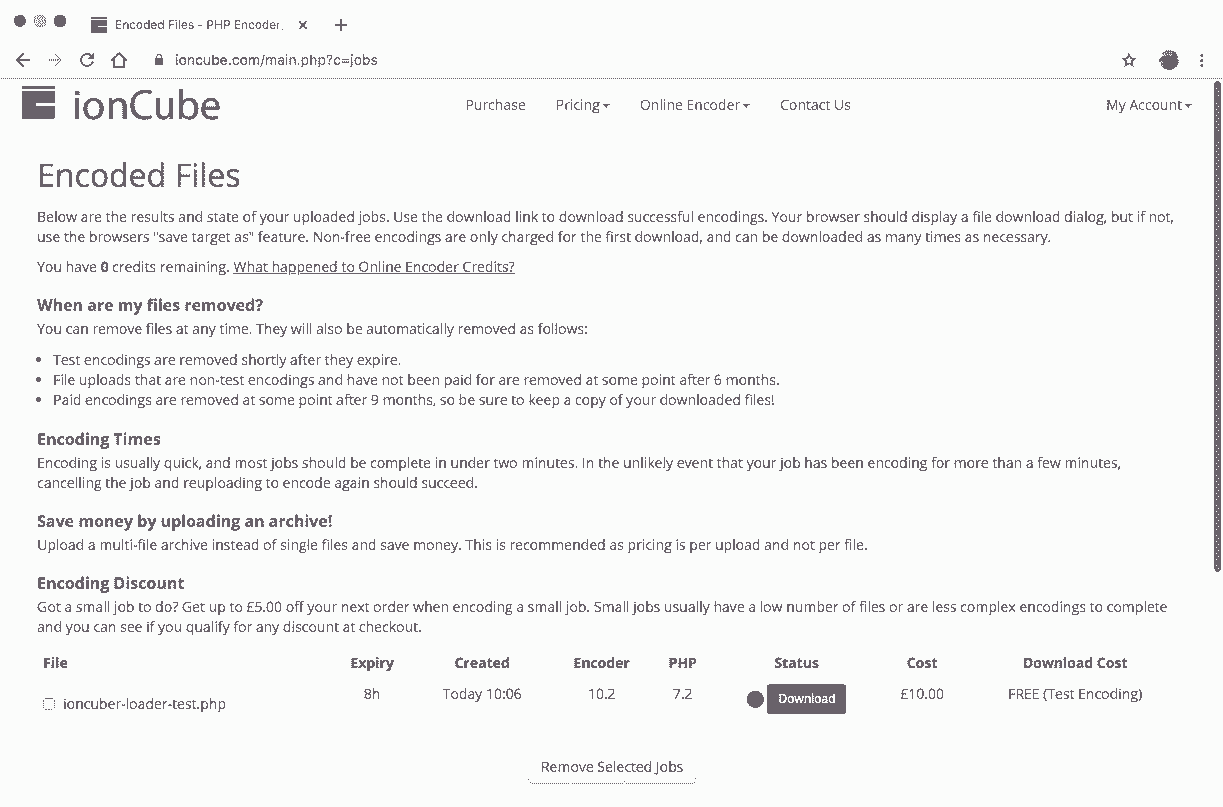 Encoded Files - PHP Encoder,
ioncube.com/main.php?c=jobs
ionCube
Purchase Pricing Online Encoder Contact Us My Account
Encoded Files
Below are the results and state of your uploaded jobs. Use the download link to download successful encodings. Your browser should display a file download dialog, but if not,
use the browsers "save target as" feature. Non-free encodings are only charged for the first download, and can be downloaded as many times as necessary.
You have 0 credits remaining. What happened to Online Encoder Credits?
When are my files removed?
You can remove files at any time. They will also be automatically removed as follows:
• Test encodings are removed shortly after they expire.
• File uploads that are non-test encodings and have not been paid for are removed at some point after 6 months.
• Paid encodings are removed at some point after 9 months, so be sure to keep a copy of your downloaded files!
Encoding Times
Encoding is usually quick, and most jobs should be complete in under two minutes. In the unlikely event that your job has been encoding for more than a few minutes,
cancelling the job and reuploading to encode again should succeed.
Save money by uploading an archive!
Upload a multi-file archive instead of single files and save money. This is recommended as pricing is per upload and not per file.
Encoding Discount
Got a small job to do? Get up to £5.00 off your next order when encoding a small job. Small jobs usually have a low number of files or are less complex encodings to complete
and you can see if you qualify for any discount at checkout.
File Expiry Created Encoder PHP Status Cost Download Cost
ioncuber-loader-test.php 8h Today 10:06 10.2 7.2 Download £10.00 FREE (Test Encoding)
Remove Selected Jobs